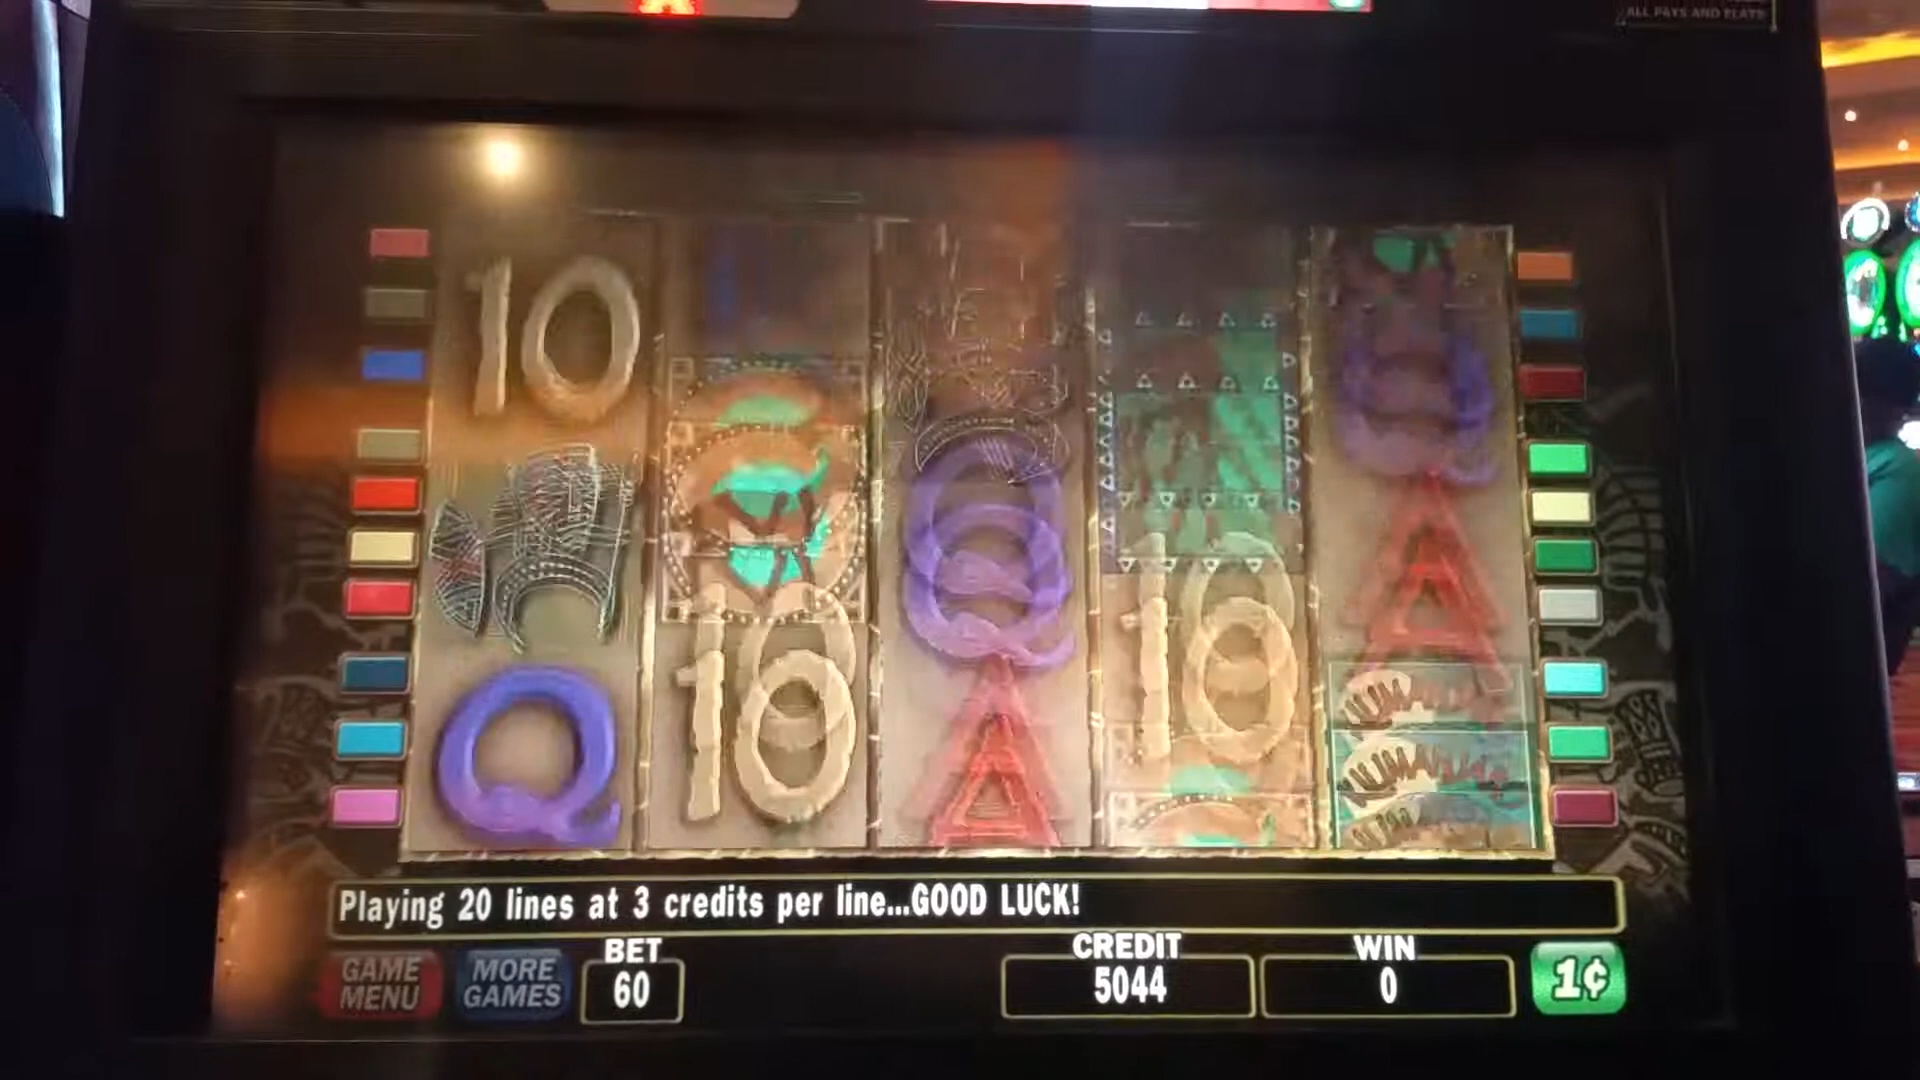 ALL PAYS AND PLAYS
10
Q
10
Q
A
10
Q
A
Playing 20 lines at 3 credits per line...GOOD LUCK!
GAME MENU
MORE GAMES
BET
60
CREDIT
5044
WIN
0
1¢